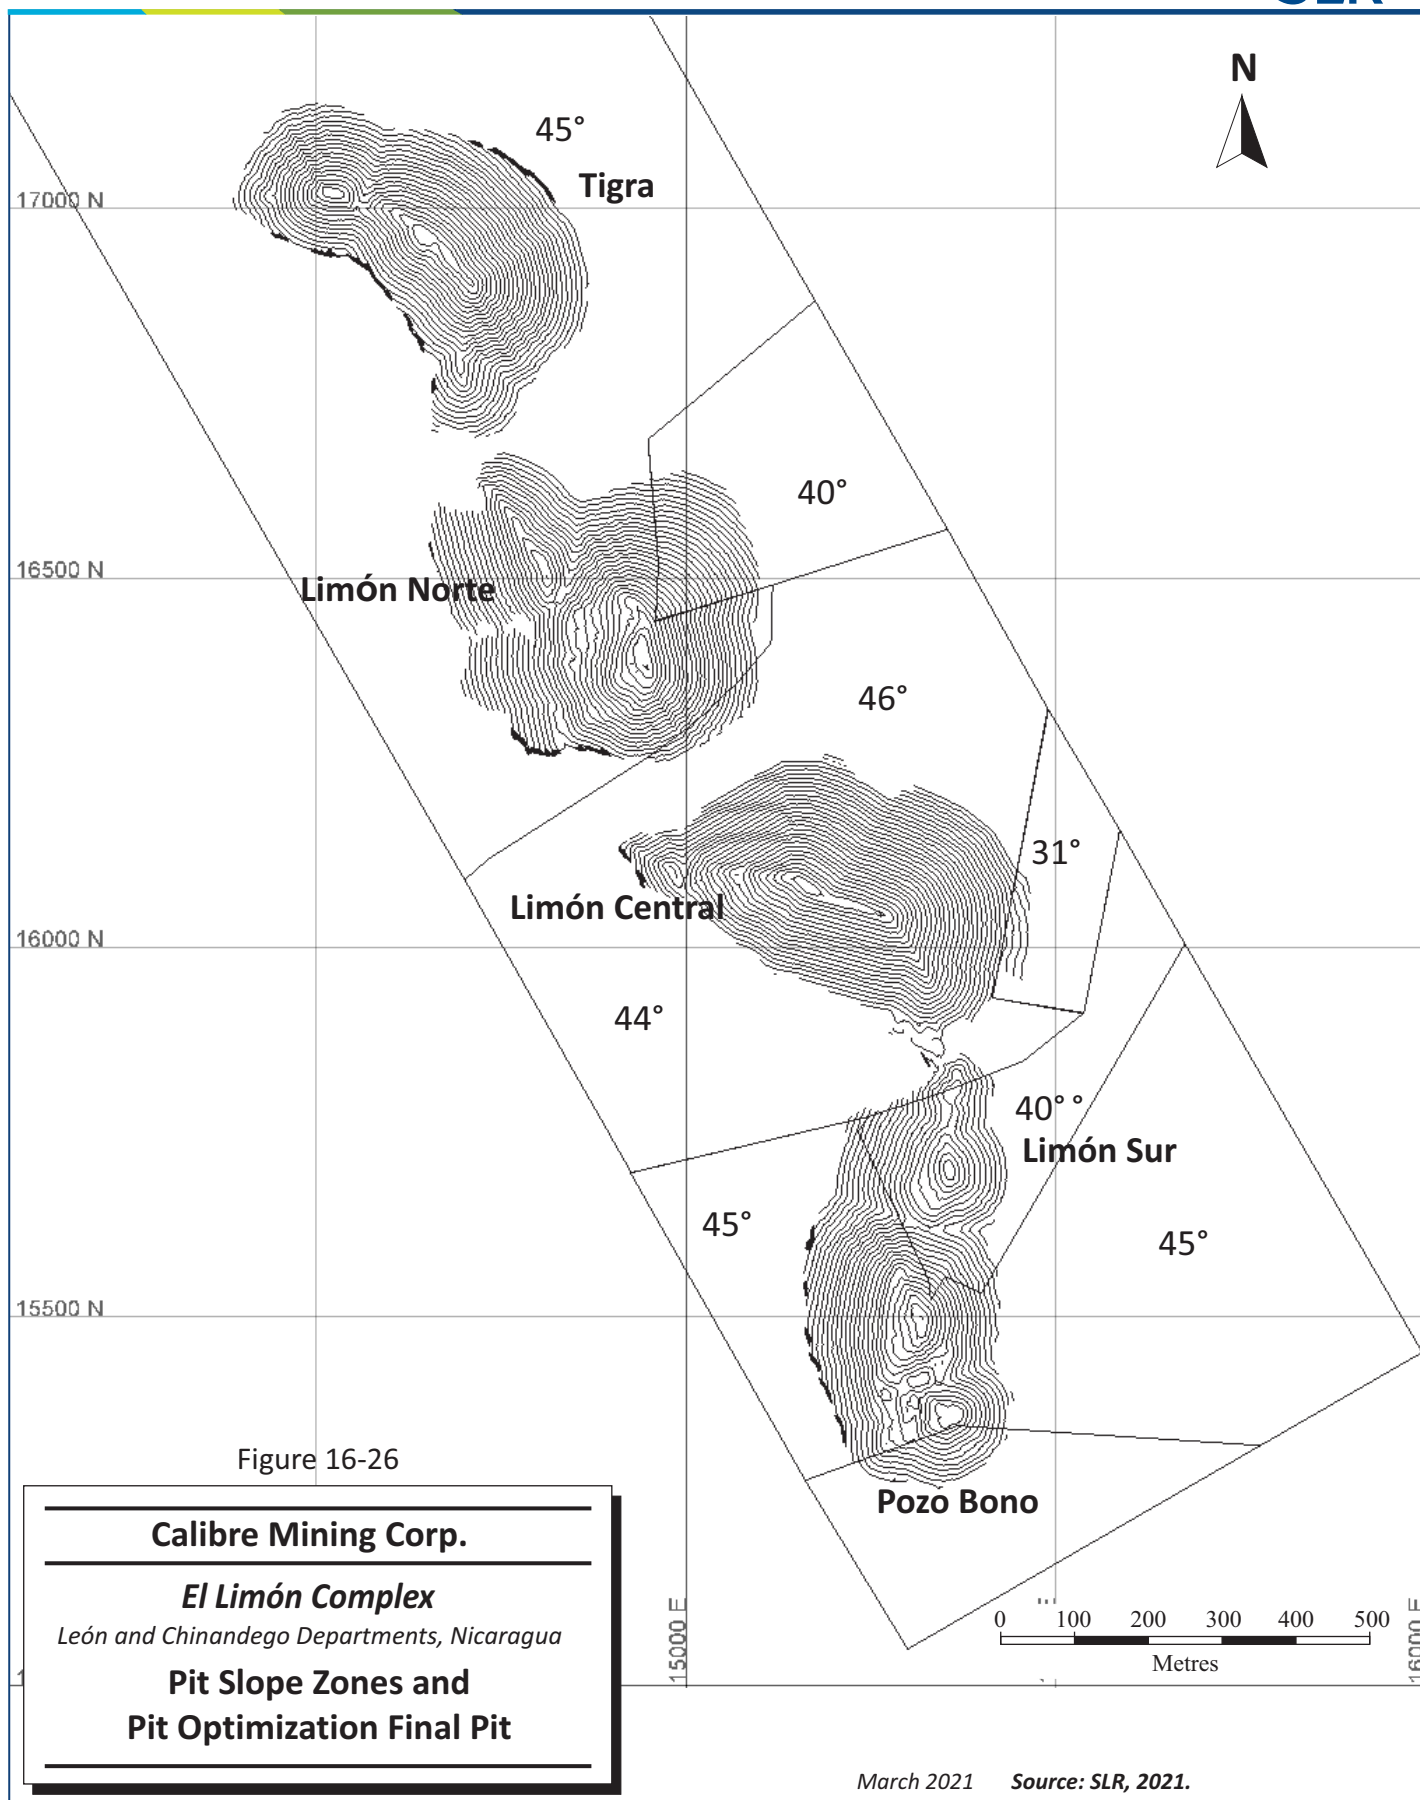 N
45°
Tigra
17000 N
40°
16500 N
Limón Norte
46°
31°
Limón Central
16000 N
44°
40° °
Limón Sur
45°
45°
15500 N
Figure 16-26
Pozo Bono
Calibre Mining Corp.
El Limón Complex
León and Chinandego Departments, Nicaragua
Pit Slope Zones and
Pit Optimization Final Pit
15000 E
16000 E
0 100 200 300 400 500
Metres
March 2021 Source: SLR, 2021.